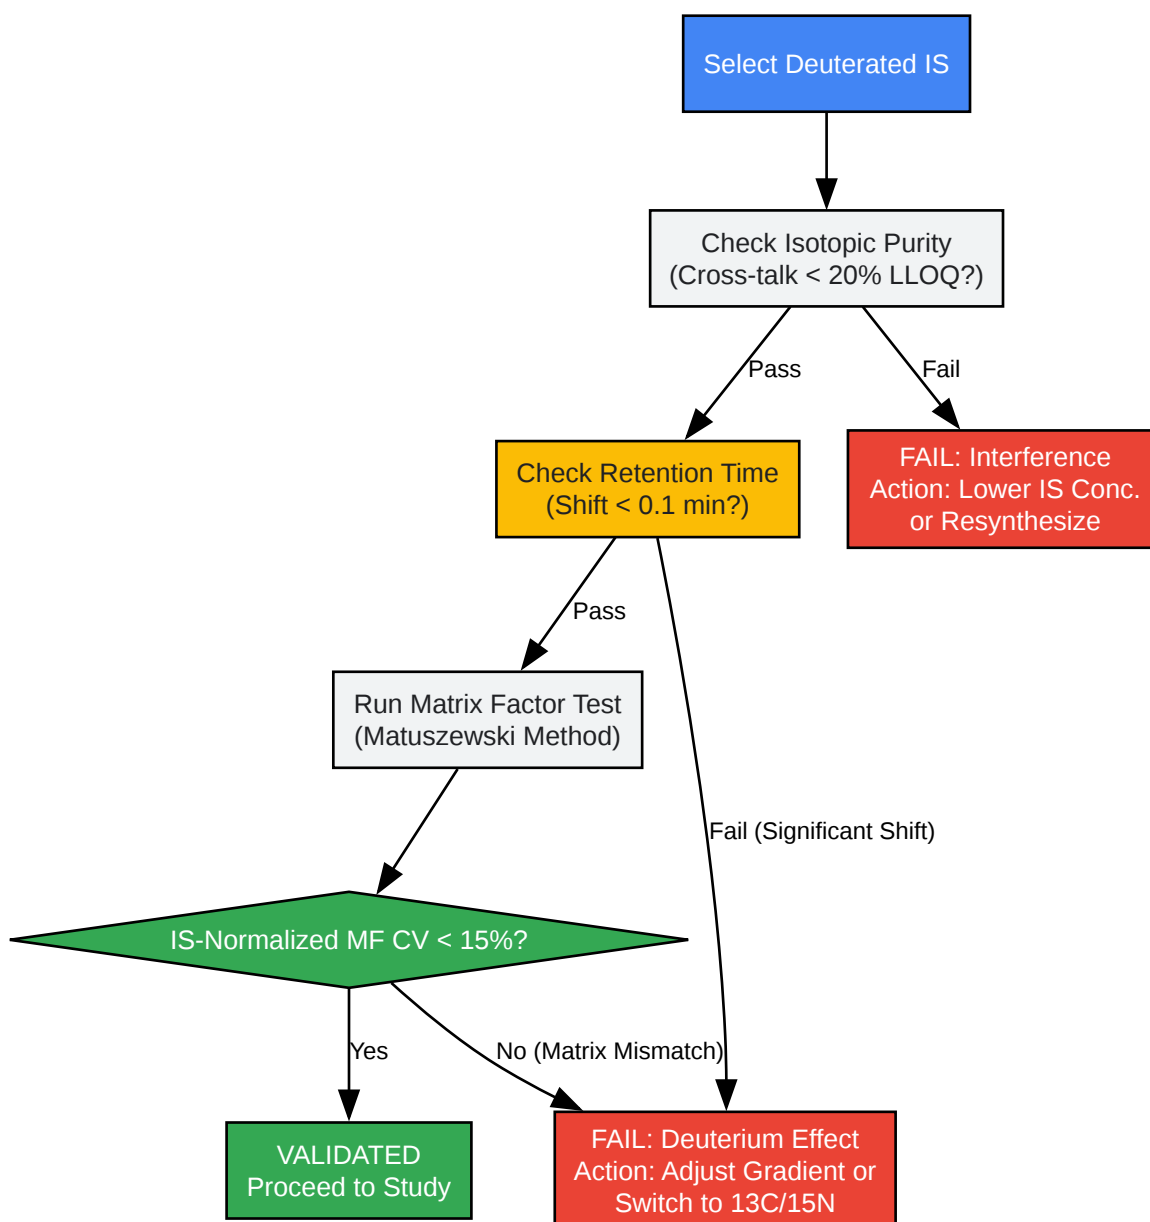 Select Deuterated IS
Check Isotopic Purity
(Cross-talk < 20% LLOQ?)
Pass
Fail
Check Retention Time
(Shift < 0.1 min?)
FAIL: Interference
Action: Lower IS Conc.
or Resynthesize
Pass
Run Matrix Factor Test
(Matuszewski Method)
Fail (Significant Shift)
IS-Normalized MF CV < 15%?
Yes
No (Matrix Mismatch)
VALIDATED
Proceed to Study
FAIL: Deuterium Effect
Action: Adjust Gradient or
Switch to 13C/15N